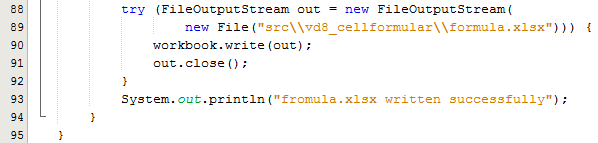 88 try (FileOutputStream out = new FileOutputStream(
89 new File("src\\vd8_cellformular\\formula.xlsx"))) {
90 workbook.write(out);
91 out.close();
92 }
93 System.out.println("fromula.xlsx written successfully");
94 }
95 }